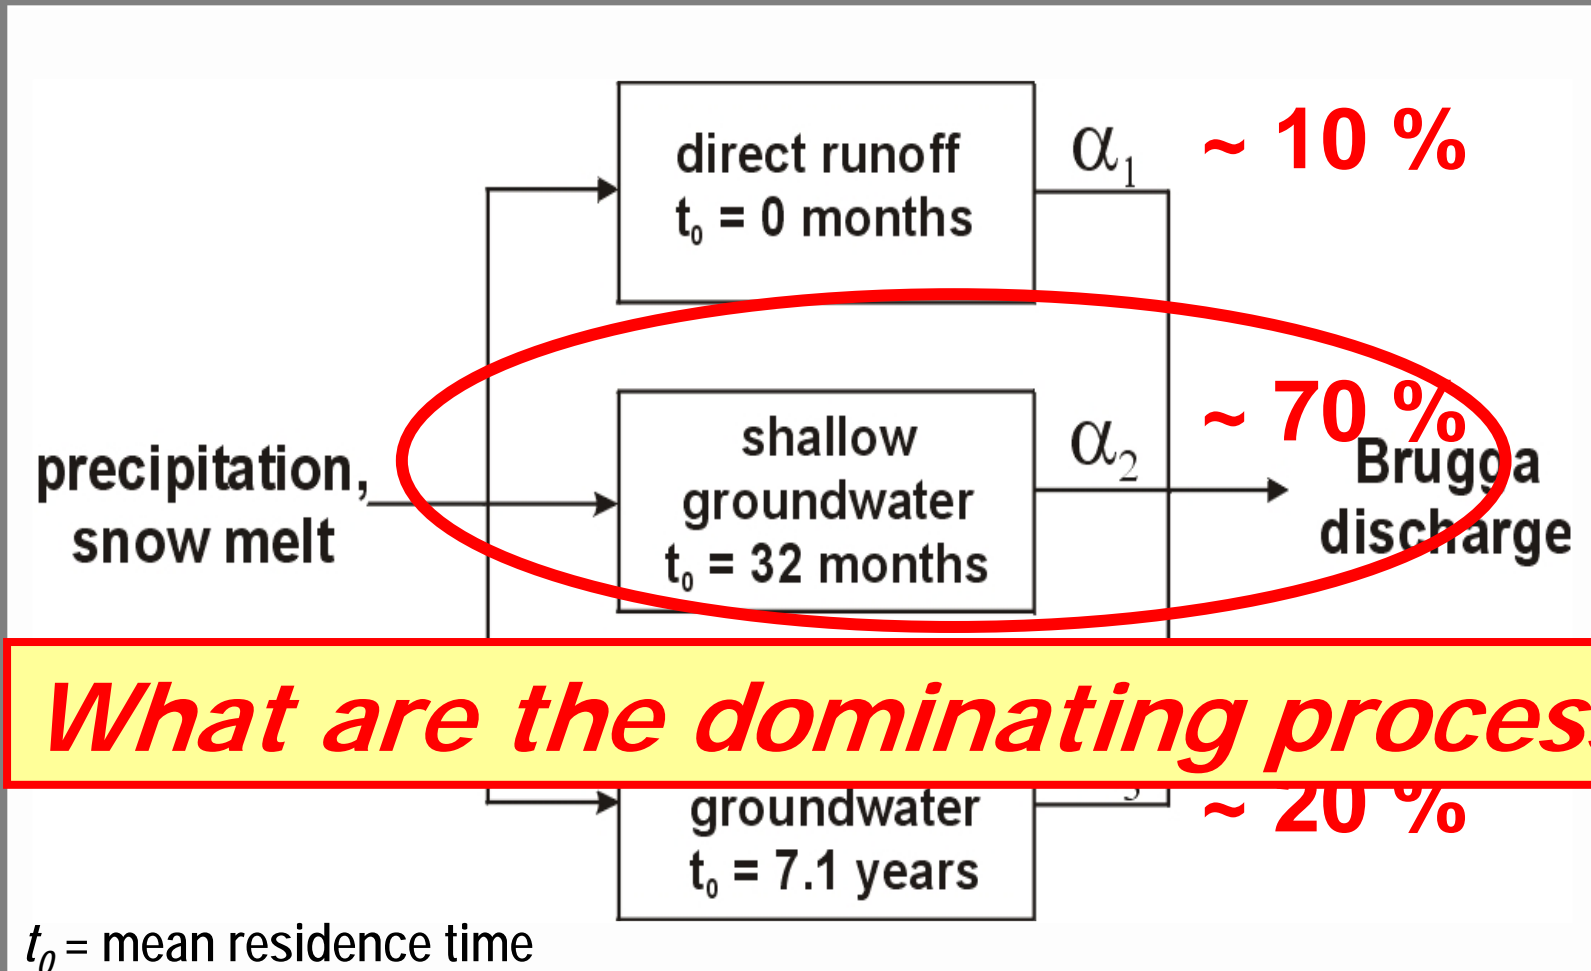 direct runoff
t₀ = 0 months
α₁
~ 10 %
precipitation,
snow melt
shallow
groundwater
t₀ = 32 months
α₂
~ 70 %
Brugga
discharge
What are the dominating
groundwater
t₀ = 7.1 years
~ 20 %
t₀ = mean residence time